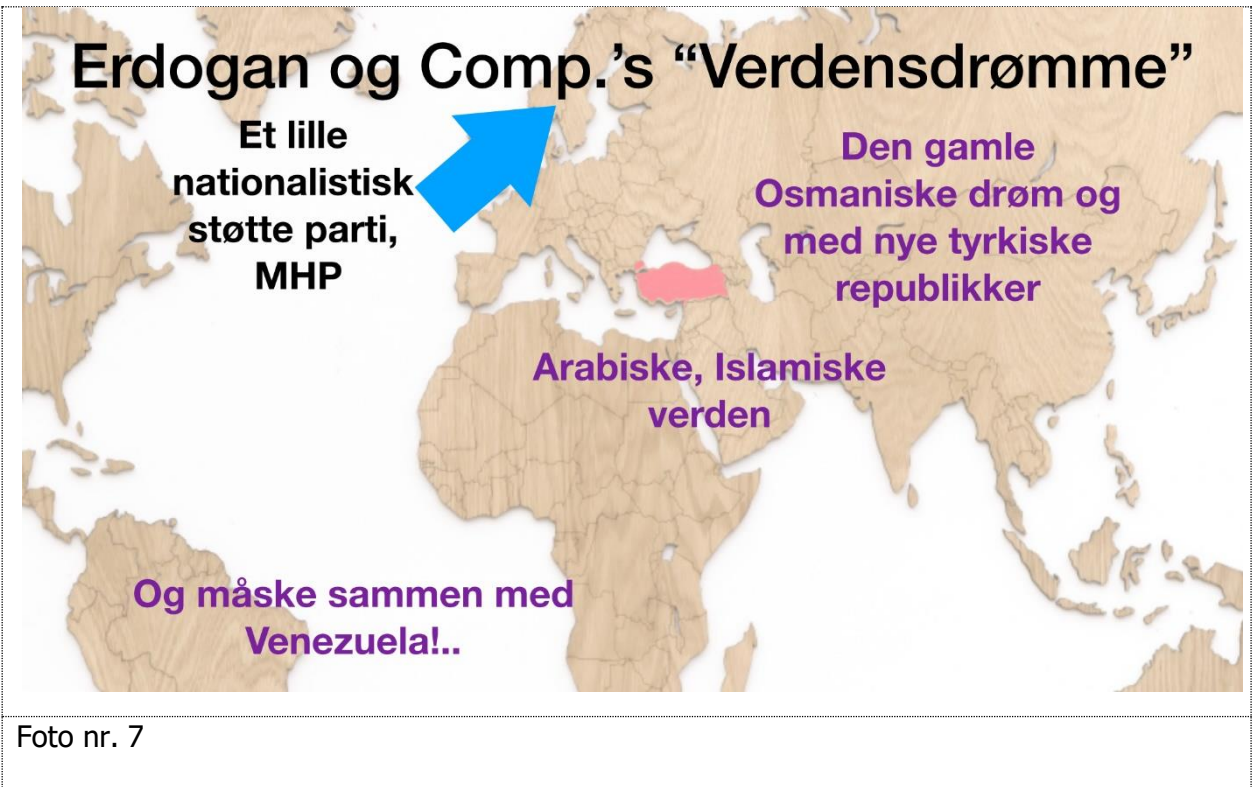 Erdogan og Comp.'s “Verdensdrømme”
Et lille
nationalistisk
støtte parti,
MHP
Den gamle
Osmaniske drøm og
med nye tyrkiske
republikker
Arabiske, Islamiske
verden
Og måske sammen med
Venezuela!..
Foto nr. 7